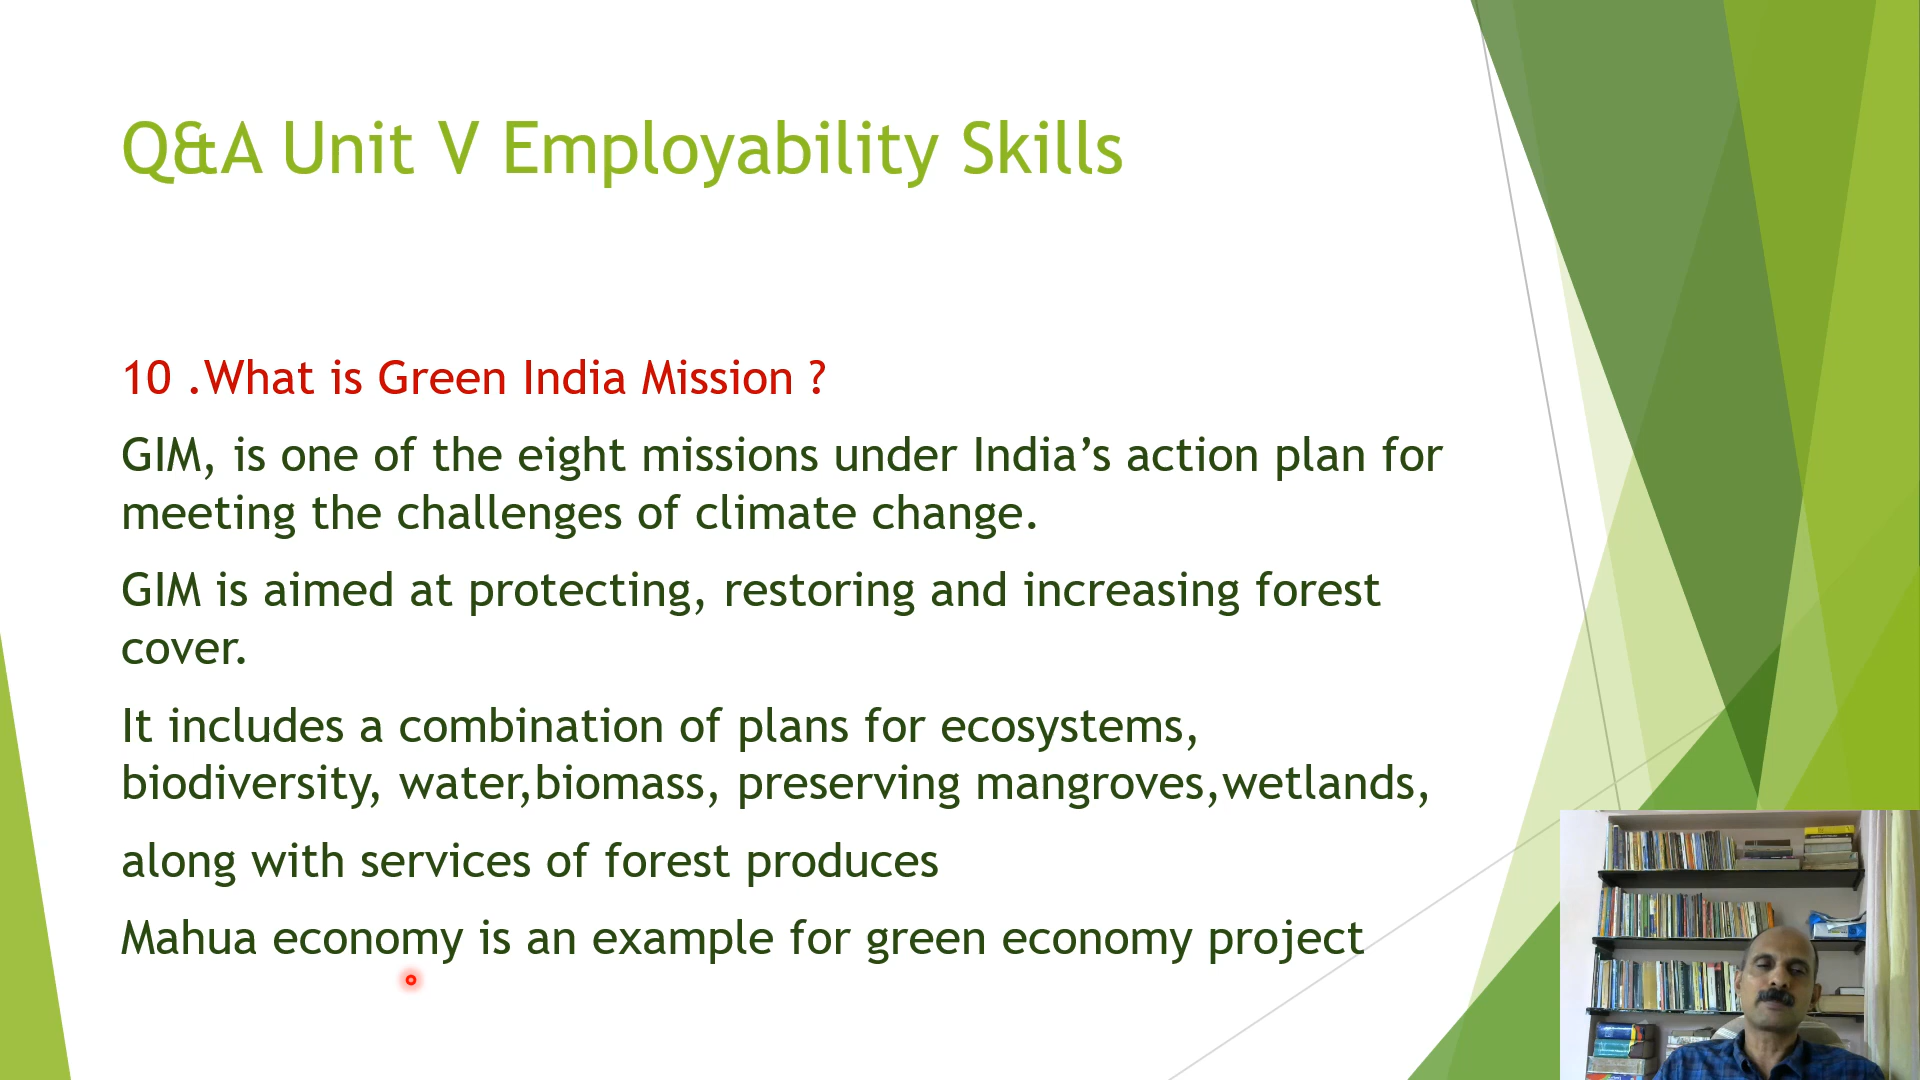 Q&A Unit V Employability Skills
10 .What is Green India Mission ?
GIM, is one of the eight missions under India’s action plan for
meeting the challenges of climate change.
GIM is aimed at protecting, restoring and increasing forest
cover.
It includes a combination of plans for ecosystems,
biodiversity, water,biomass, preserving mangroves,wetlands,
along with services of forest produces
Mahua economy is an example for green economy project